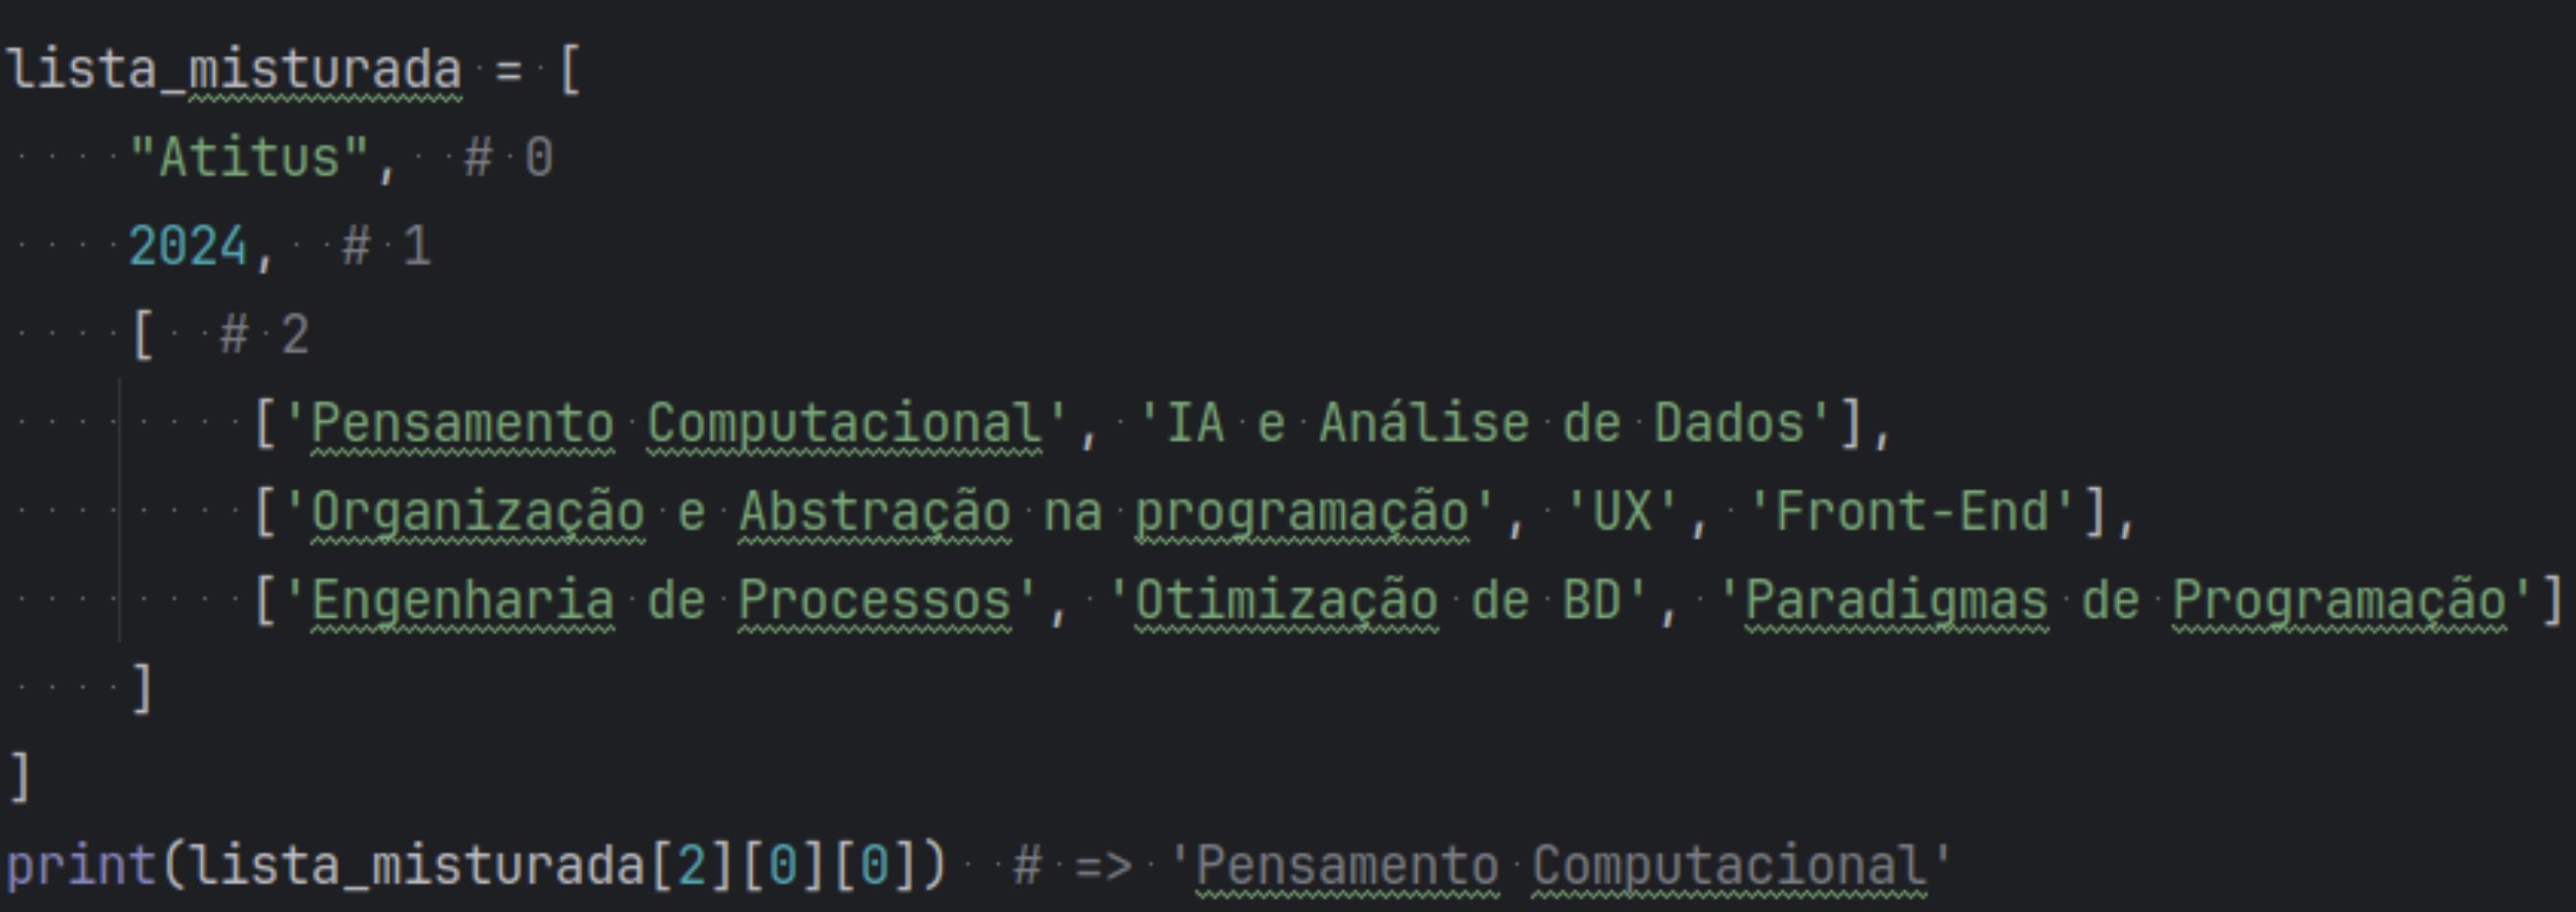 lista_misturada = [
    "Atitus",  # 0
    2024,  # 1
    [  # 2
        ['Pensamento Computacional', 'IA e Análise de Dados'],
        ['Organização e Abstração na programação', 'UX', 'Front-End'],
        ['Engenharia de Processos', 'Otimização de BD', 'Paradigmas de Programação']
    ]
]
print(lista_misturada[2][0][0])  # => 'Pensamento Computacional'